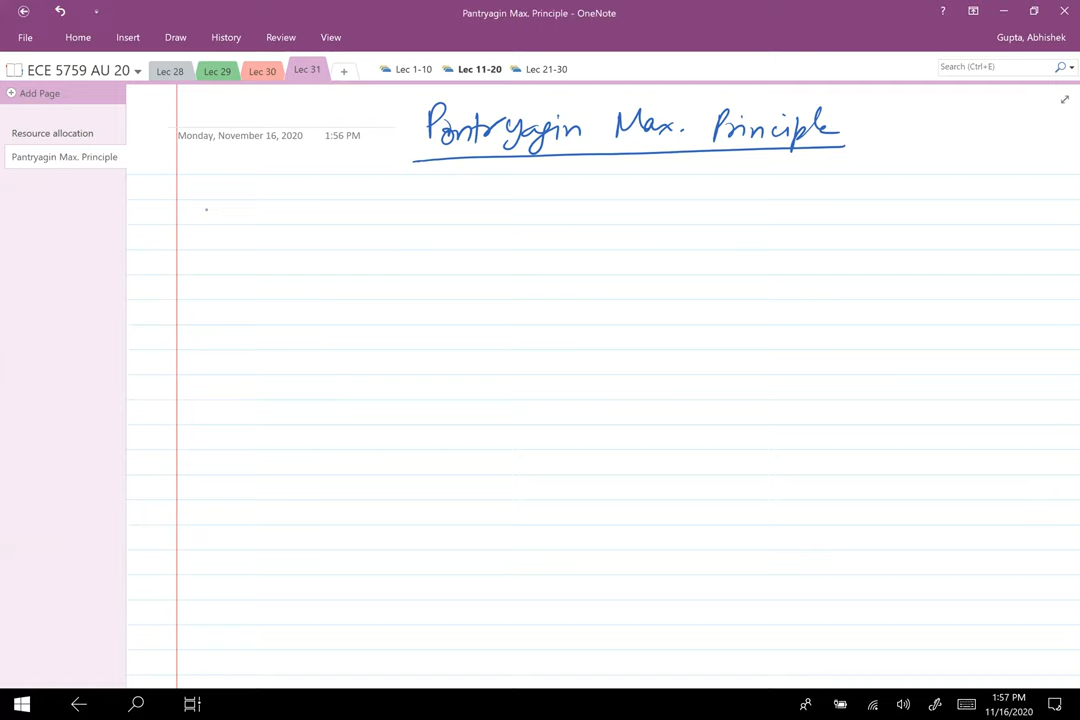 Pantryagin Max. Principle - OneNote
?
File
Home
Insert
Draw
History
Review
View
Gupta, Abhishek
ECE 5759 AU 20
Lec 28
Lec 29
Lec 30
Lec 31
+
Lec 1-10
Lec 11-20
Lec 21-30
Search (Ctrl+E)
Add Page
Resource allocation
Pantryagin Max. Principle
Pontryagin Max. Principle
Monday, November 16, 2020 1:56 PM
1:57 PM
11/16/2020